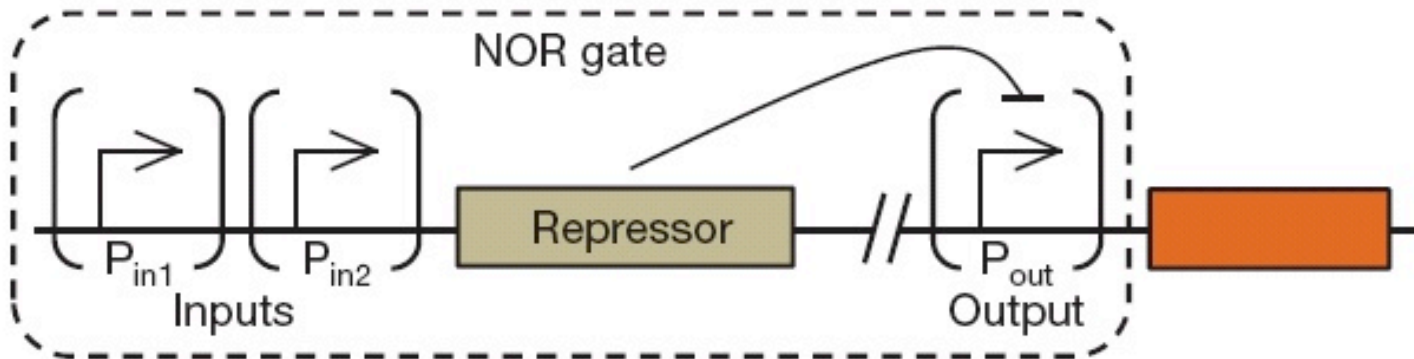 NOR gate
Repressor
Pin1 Pin2 Pout
Inputs Output